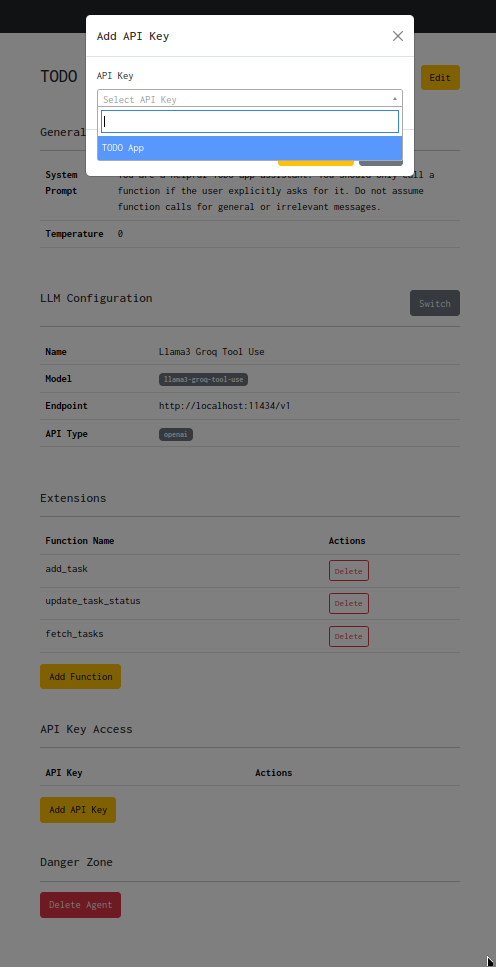 Add API Key
API Key
Select API Key
TODO App
TODO
Edit
General
System Prompt
You are a helpful Todo app assistant. You should only call a
function if the user explicitly asks for it. Do not assume
function calls for general or irrelevant messages.
Temperature 0
LLM Configuration
Switch
Name Llama3 Groq Tool Use
Model llama3-groq-tool-use
Endpoint http://localhost:11434/v1
API Type openai
Extensions
Function Name Actions
add_task Delete
update_task_status Delete
fetch_tasks Delete
Add Function
API Key Access
API Key Actions
Add API Key
Danger Zone
Delete Agent